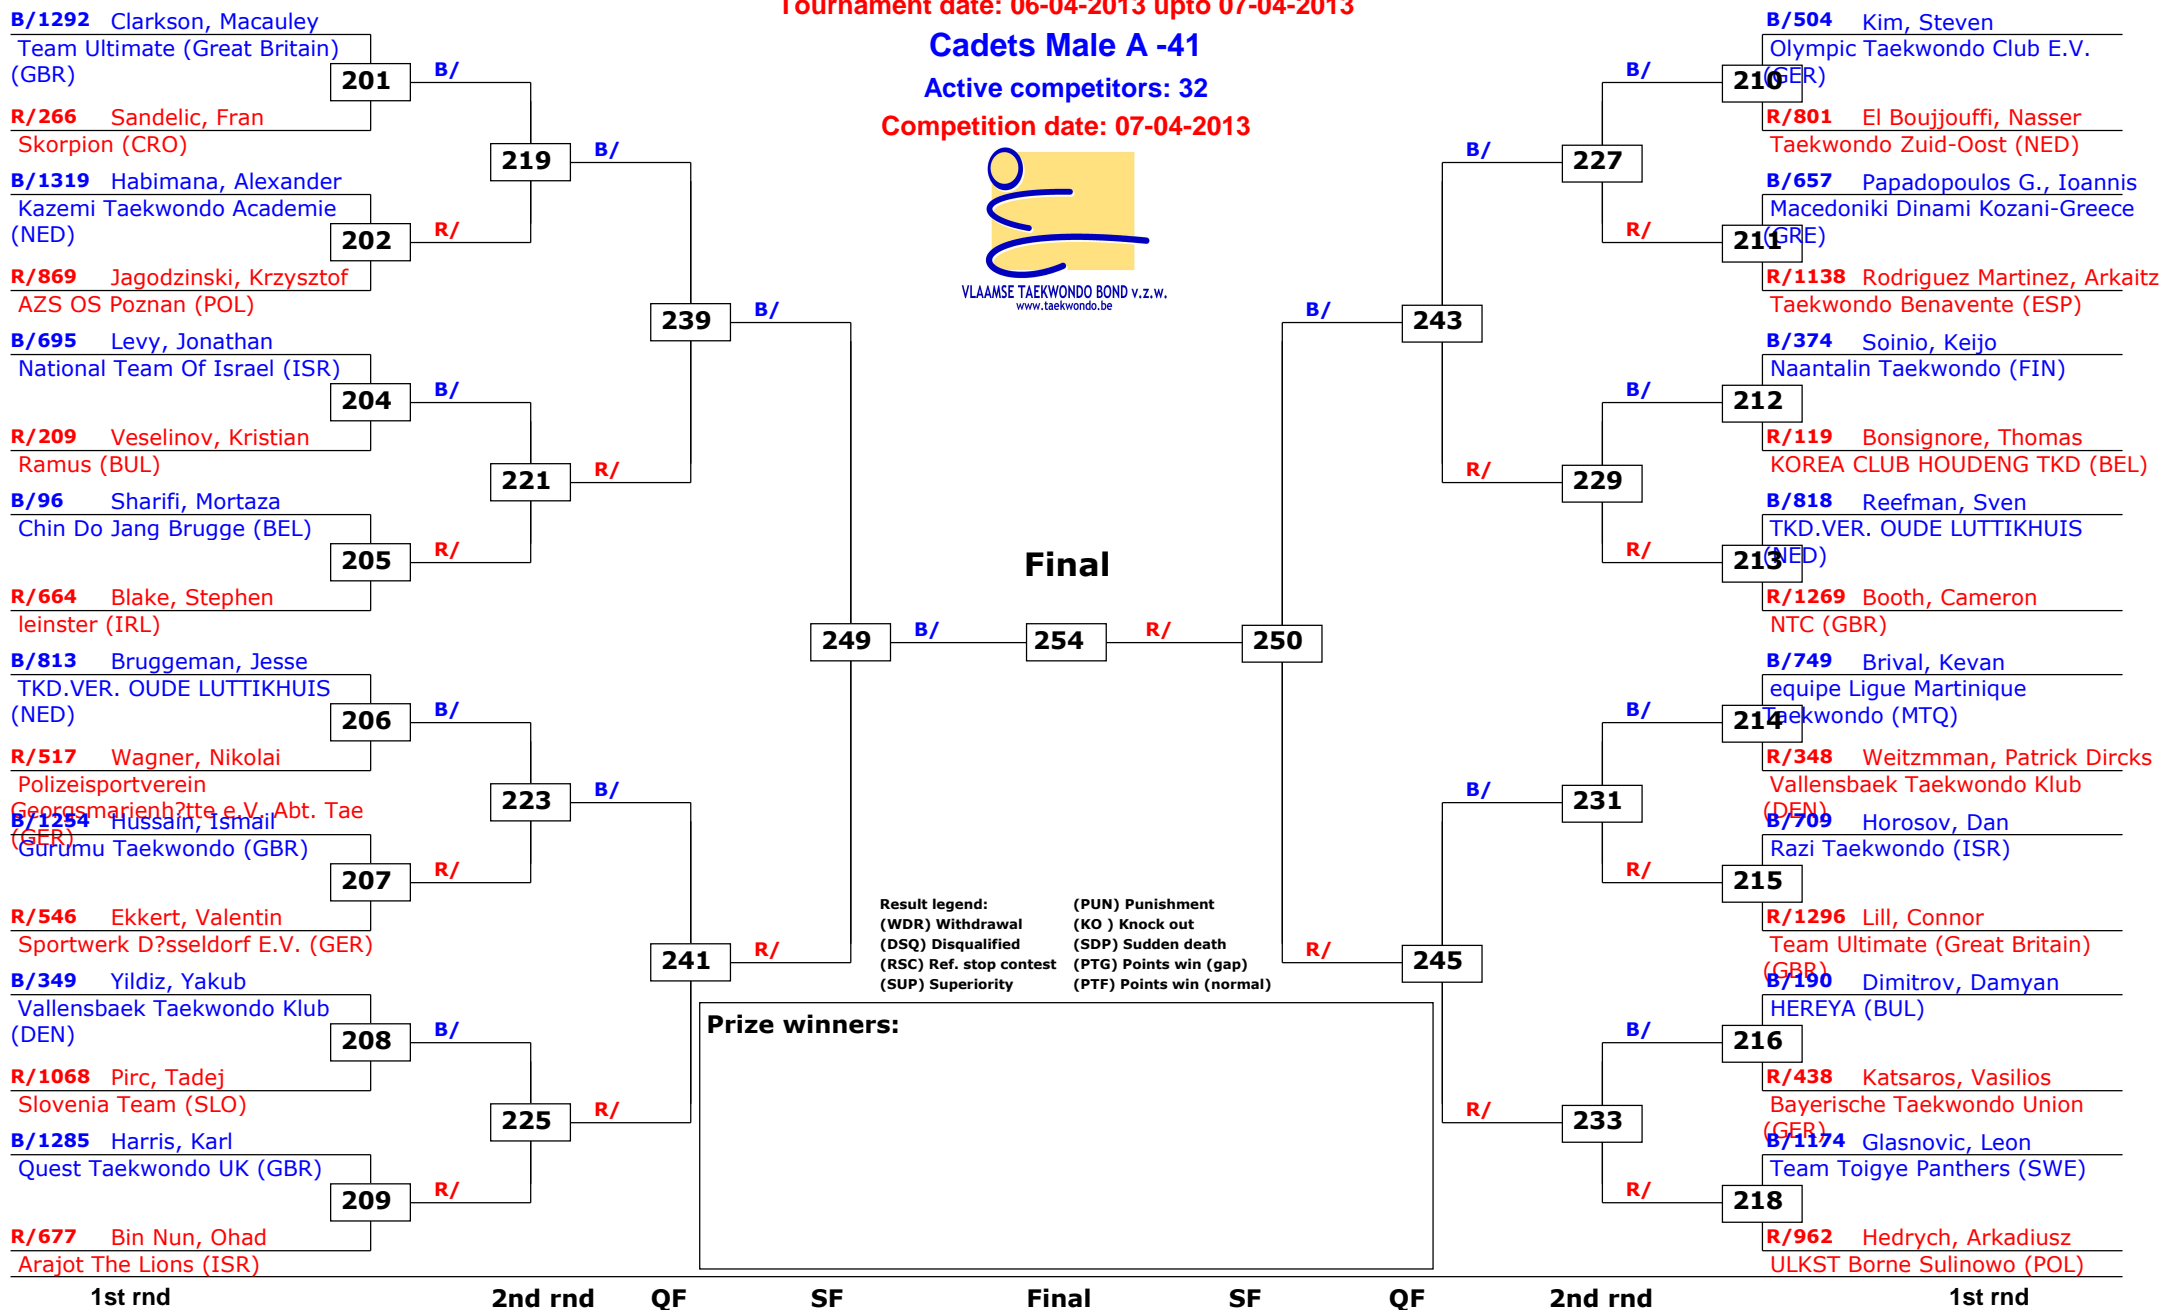 Tournament date: 06-04-2013 upto 07-04-2013
Cadets Male A -41
Active competitors: 32
Competition date: 07-04-2013
VLAAMSE TAEKWONDO BOND v.z.w.
www.taekwondo.be
B/1292 Clarkson, Macauley
Team Ultimate (Great Britain)
(GBR)
201
B/
R/266 Sandelic, Fran
Skorpion (CRO)
219
B/
B/1319 Habimana, Alexander
Kazemi Taekwondo Academie
(NED)
202
R/
R/869 Jagodzinski, Krzysztof
AZS OS Poznan (POL)
239
B/
B/695 Levy, Jonathan
National Team Of Israel (ISR)
204
B/
R/209 Veselinov, Kristian
Ramus (BUL)
221
R/
B/96 Sharifi, Mortaza
Chin Do Jang Brugge (BEL)
205
R/
R/664 Blake, Stephen
leinster (IRL)
249
B/
B/813 Bruggeman, Jesse
TKD.VER. OUDE LUTTIKHUIS
(NED)
206
B/
R/517 Wagner, Nikolai
Polizeisportverein
Georgsmarienh?tte e.V. Abt. Tae
(GER)
223
B/
B/1254 Hussain, Ismail
Gurumu Taekwondo (GBR)
207
R/
R/546 Ekkert, Valentin
Sportwerk D?sseldorf E.V. (GER)
241
R/
B/349 Yildiz, Yakub
Vallensbaek Taekwondo Klub
(DEN)
208
B/
R/1068 Pirc, Tadej
Slovenia Team (SLO)
225
R/
B/1285 Harris, Karl
Quest Taekwondo UK (GBR)
209
R/
R/677 Bin Nun, Ohad
Arajot The Lions (ISR)
Final
254
R/
250
Result legend:
(WDR) Withdrawal
(DSQ) Disqualified
(RSC) Ref. stop contest
(SUP) Superiority
(PUN) Punishment
(KO ) Knock out
(SDP) Sudden death
(PTG) Points win (gap)
(PTF) Points win (normal)
Prize winners:
B/504 Kim, Steven
Olympic Taekwondo Club E.V.
(GER)
210
B/
R/801 El Boujjouffi, Nasser
Taekwondo Zuid-Oost (NED)
227
B/
B/657 Papadopoulos G., Ioannis
Macedoniki Dinami Kozani-Greece
(GRE)
211
R/
R/1138 Rodriguez Martinez, Arkaitz
Taekwondo Benavente (ESP)
243
B/
B/374 Soinio, Keijo
Naantalin Taekwondo (FIN)
212
B/
R/119 Bonsignore, Thomas
KOREA CLUB HOUDENG TKD (BEL)
229
R/
B/818 Reefman, Sven
TKD.VER. OUDE LUTTIKHUIS
(NED)
213
R/
R/1269 Booth, Cameron
NTC (GBR)
B/749 Brival, Kevan
equipe Ligue Martinique
Taekwondo (MTQ)
214
B/
R/348 Weitzmman, Patrick Dircks
Vallensbaek Taekwondo Klub
(DEN)
231
B/
B/709 Horosov, Dan
Razi Taekwondo (ISR)
215
R/
R/1296 Lill, Connor
Team Ultimate (Great Britain)
(GBR)
245
R/
B/190 Dimitrov, Damyan
HEREYA (BUL)
216
B/
R/438 Katsaros, Vasilios
Bayerische Taekwondo Union
(GER)
233
R/
B/1174 Glasnovic, Leon
Team Toigye Panthers (SWE)
218
R/
R/962 Hedrych, Arkadiusz
ULKST Borne Sulinowo (POL)
1st rnd 2nd rnd QF SF Final SF QF 2nd rnd 1st rnd